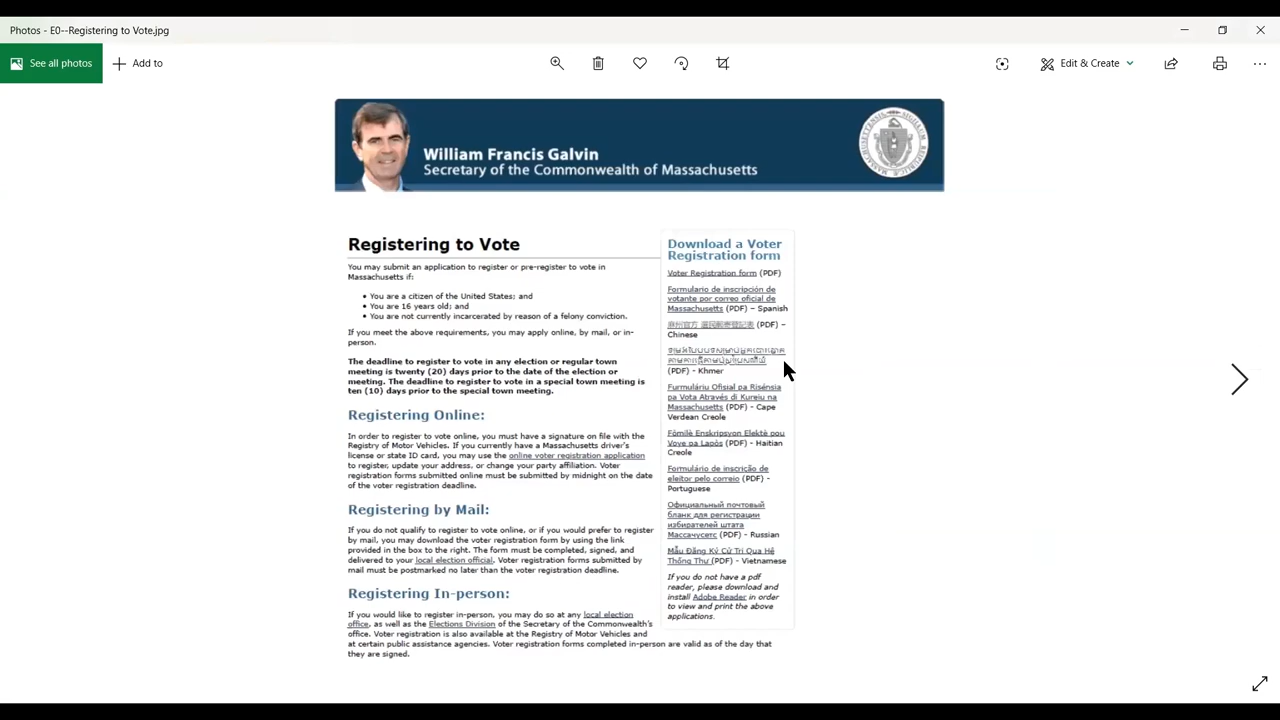 Photos - E0--Registering to Vote.jpg
See all photos
Add to
Edit & Create
William Francis Galvin
Secretary of the Commonwealth of Massachusetts
Registering to Vote
You may submit an application to register or pre-register to vote in
Massachusetts if:
• You are a citizen of the United States; and
• You are 16 years old; and
• You are not currently incarcerated by reason of a felony conviction.
If you meet the above requirements, you may apply online, by mail, or in-
person.
The deadline to register to vote in any election or regular town
meeting is twenty (20) days prior to the date of the election or
meeting. The deadline to register to vote in a special town meeting is
ten (10) days prior to the special town meeting.
Registering Online:
In order to register to vote online, you must have a signature on file with the
Registry of Motor Vehicles. If you currently have a Massachusetts driver's
license or state ID card, you may use the online voter registration application
to register, update your address, or change your party affiliation. Voter
registration forms submitted online must be submitted by midnight on the date
of the voter registration deadline.
Registering by Mail:
If you do not qualify to register to vote online, or if you would prefer to register
by mail, you may download the voter registration form by using the link
provided in the box to the right. The form must be completed, signed, and
delivered to your local election official. Voter registration forms submitted by
mail must be postmarked no later than the voter registration deadline.
Registering In-person:
If you would like to register in-person, you may do so at any local election
office, as well as the Elections Division of the Secretary of the Commonwealth's
office. Voter registration is also available at the Registry of Motor Vehicles and
at certain public assistance agencies. Voter registration forms completed in-person are valid as of the day that
they are signed.
Download a Voter
Registration form
Voter Registration form (PDF)
Formulario de inscripción de
votante por correo oficial de
Massachusetts (PDF) – Spanish
麻州官方 選民郵寄登記表 (PDF) –
Chinese
(PDF) - Khmer
Furmuláriu Ofisial pa Risénsia
pa Vota Através di Kureiu na
Massachusetts (PDF) - Cape
Verdean Creole
Fòmilè Enskripsyon Elektè pou
Voye pa Lapòs (PDF) - Haitian
Creole
Formulário de inscrição de
eleitor pelo correio (PDF) -
Portuguese
Официальный почтовый
бланк для регистрации
избирателей штата
Массачусетс (PDF) - Russian
Mẫu Đăng Ký Cử Tri Qua Hệ
Thống Thư (PDF) - Vietnamese
If you do not have a pdf
reader, please download and
install Adobe Reader in order
to view and print the above
applications.